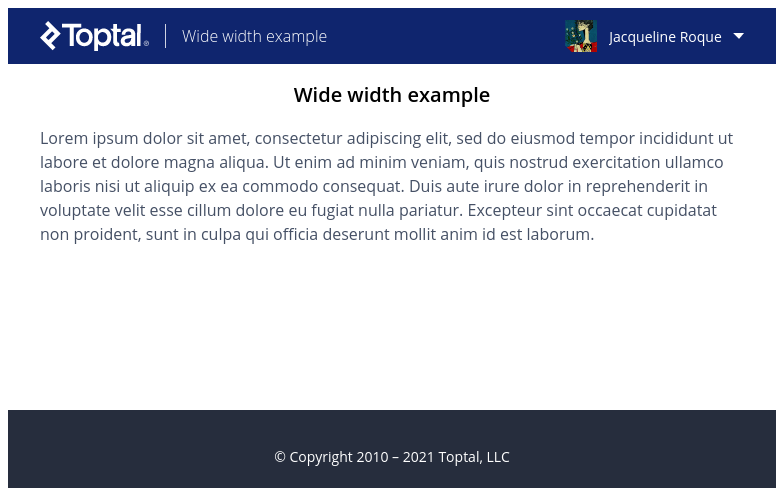 Toptal®
Wide width example
Jacqueline Roque
Wide width example
Lorem ipsum dolor sit amet, consectetur adipiscing elit, sed do eiusmod tempor incididunt ut
labore et dolore magna aliqua. Ut enim ad minim veniam, quis nostrud exercitation ullamco
laboris nisi ut aliquip ex ea commodo consequat. Duis aute irure dolor in reprehenderit in
voluptate velit esse cillum dolore eu fugiat nulla pariatur. Excepteur sint occaecat cupidatat
non proident, sunt in culpa qui officia deserunt mollit anim id est laborum.
© Copyright 2010 – 2021 Toptal, LLC